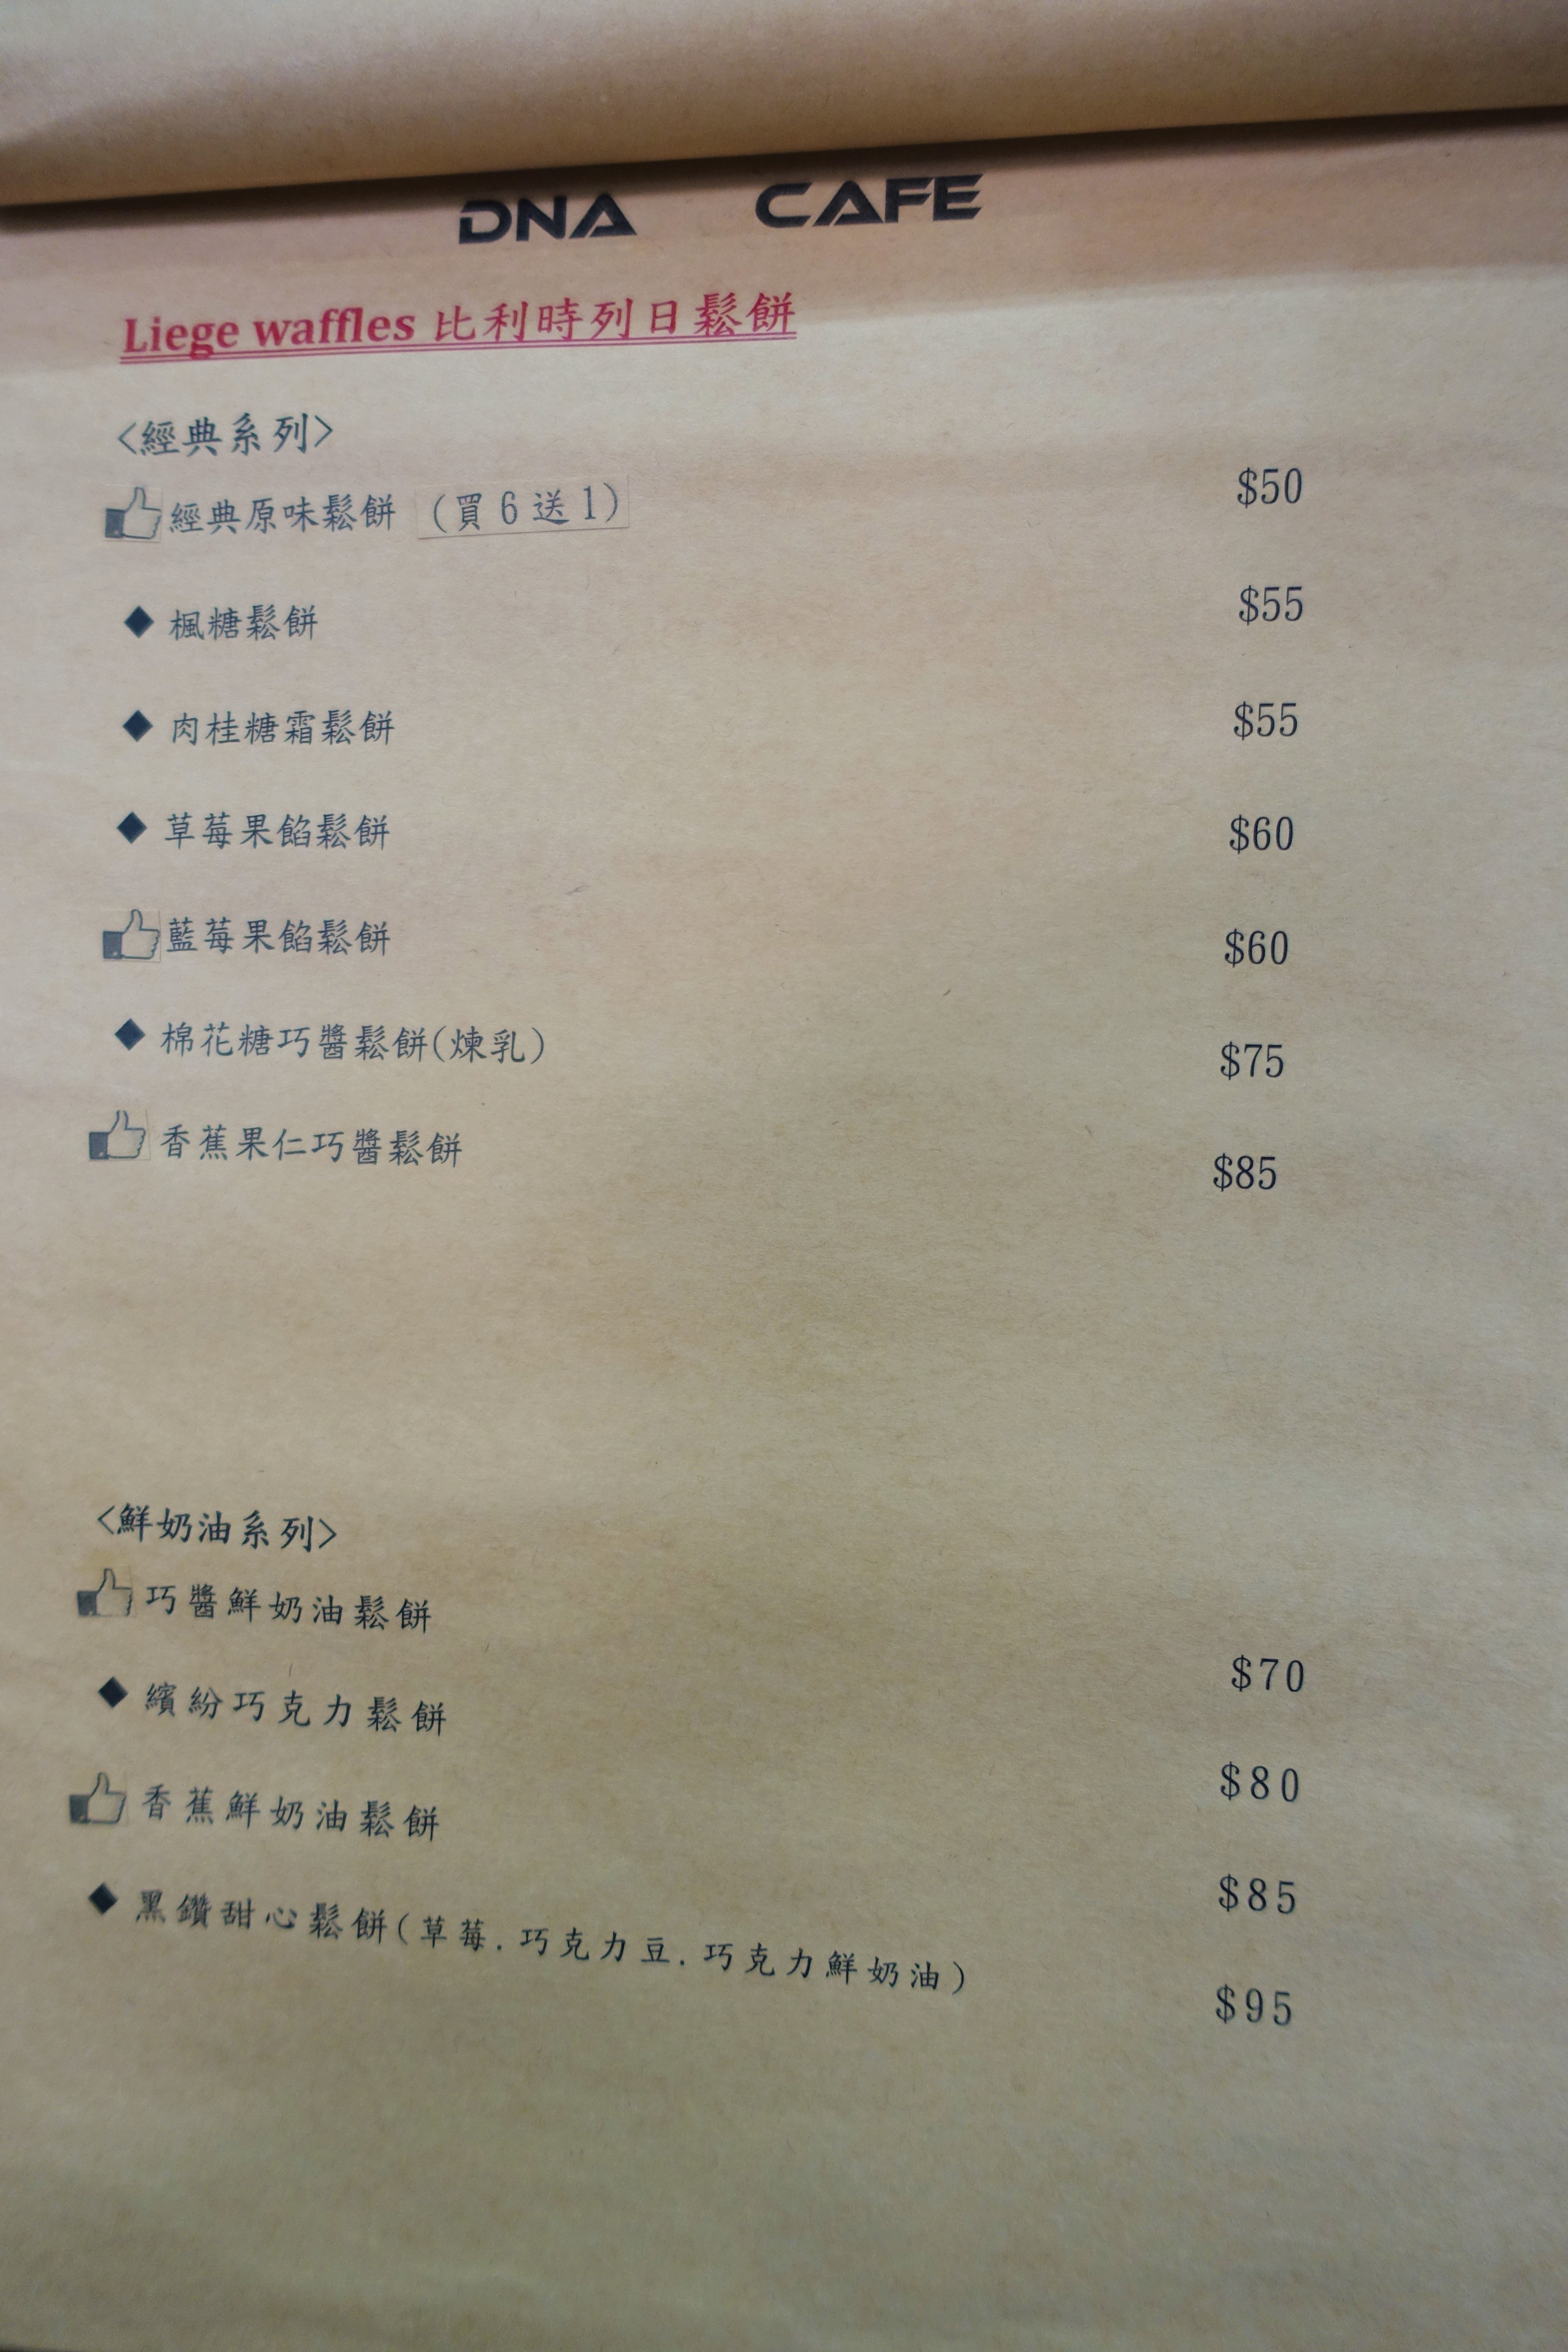 DNA CAFE
Liege waffles 比利時列日鬆餅
<經典系列>
經典原味鬆餅 (買6送1) $50
◆ 楓糖鬆餅 $55
◆ 肉桂糖霜鬆餅 $55
◆ 草莓果餡鬆餅 $60
藍莓果餡鬆餅 $60
◆ 棉花糖巧醬鬆餅(煉乳) $75
香蕉果仁巧醬鬆餅 $85
<鮮奶油系列>
巧醬鮮奶油鬆餅 $70
◆ 繽紛巧克力鬆餅 $80
香蕉鮮奶油鬆餅 $85
◆ 黑鑽甜心鬆餅(草莓.巧克力豆.巧克力鮮奶油) $95